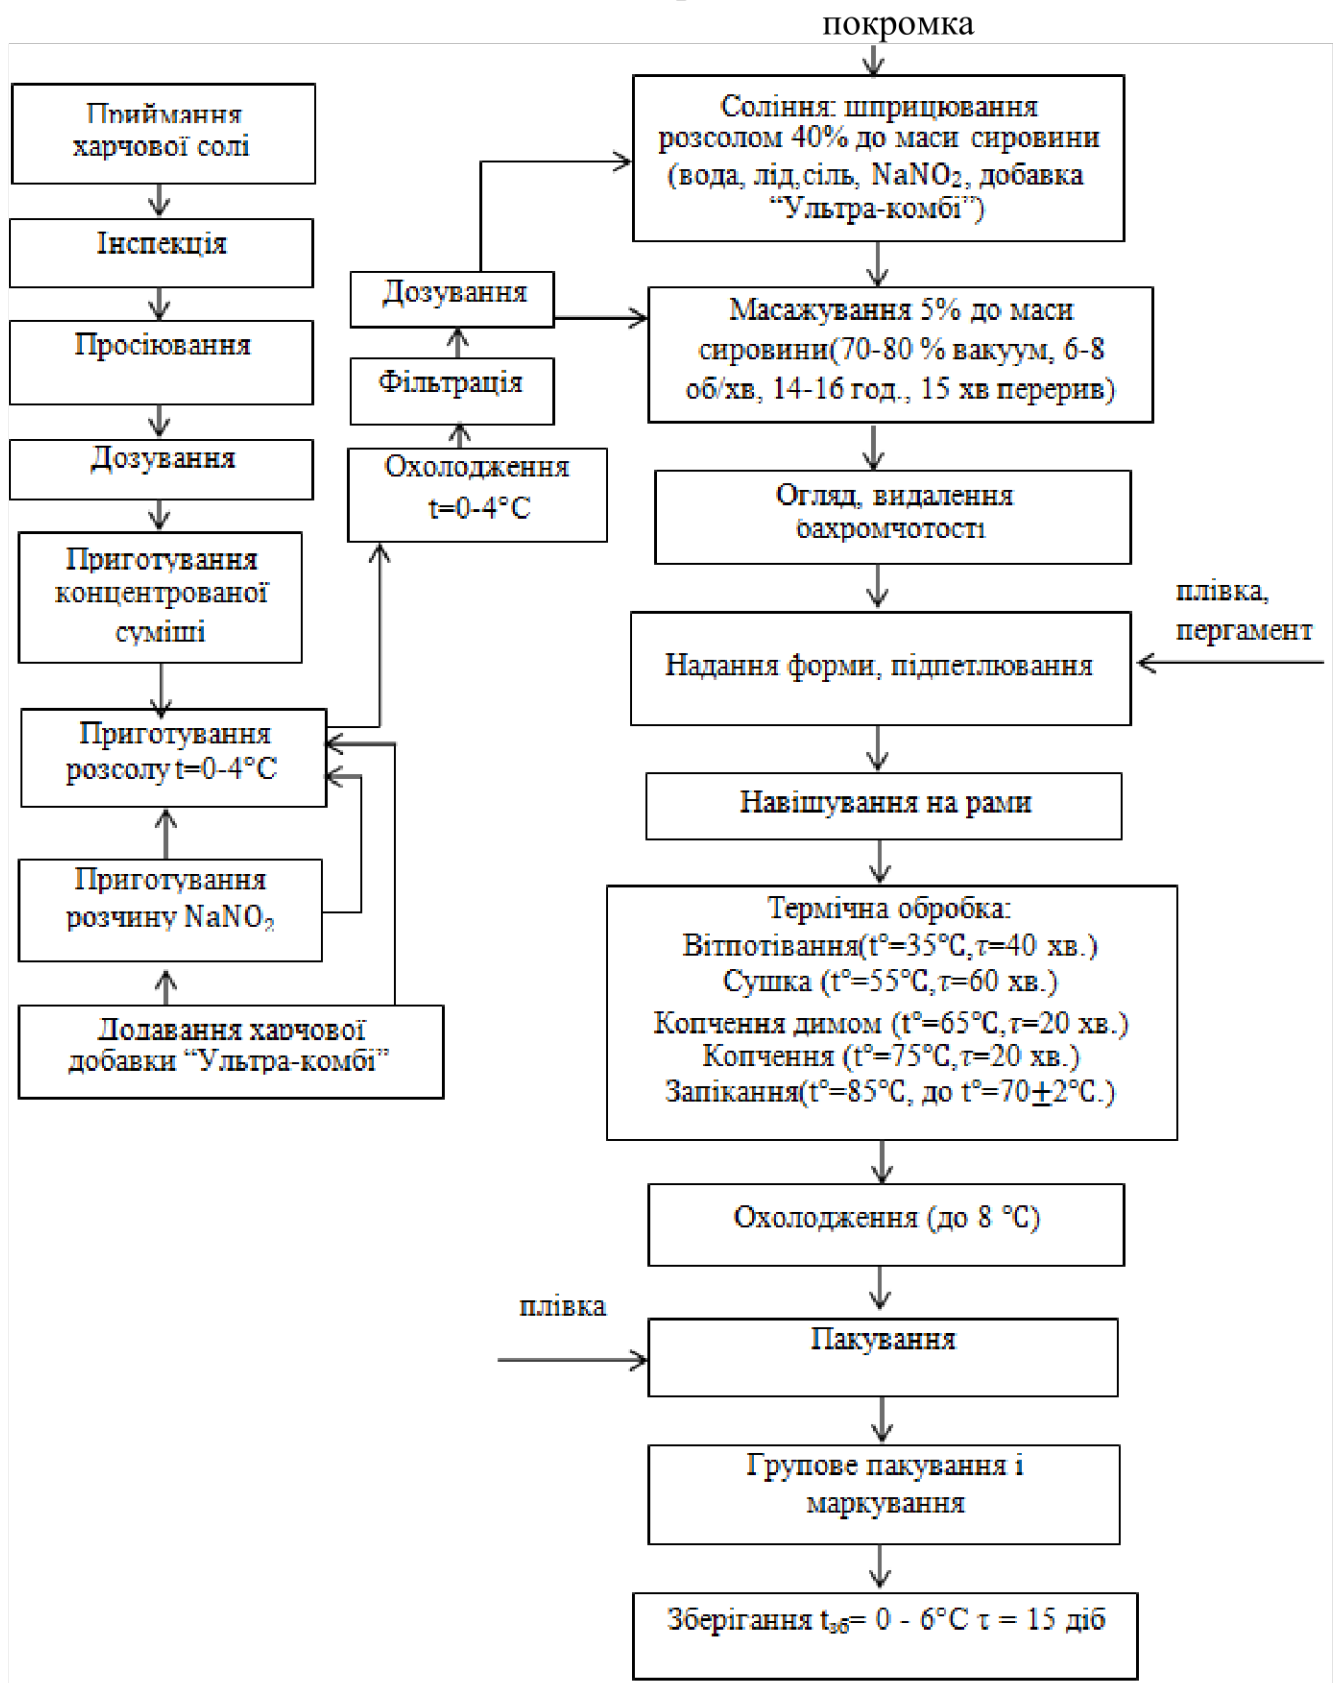 покромка
Приймання
харчової солі
Інспекція
Просіювання
Дозування
Приготування
концентрованої
суміші
Приготування
розсолу t=0-4°C
Приготування
розчину NaNO₂
Додавання харчової
добавки “Ультра-комбі”
Дозування
Фільтрація
Охолодження
t=0-4°C
Соління: шприцювання
розсолом 40% до маси сировини
(вода, лід,сіль, NaNO₂, добавка
“Ультра-комбі”)
Масажування 5% до маси
сировини(70-80 % вакуум, 6-8
об/хв, 14-16 год., 15 хв перерив)
Огляд, видалення
бахромчотості
плівка,
пергамент
Надання форми, підпетлювання
Навішування на рами
Термічна обробка:
Вітпотівання(t°=35℃,τ=40 хв.)
Сушка (t°=55℃,τ=60 хв.)
Копчення димом (t°=65℃,τ=20 хв.)
Копчення (t°=75℃,τ=20 хв.)
Запікання(t°=85℃, до t°=70±2℃.)
Охолодження (до 8 ℃)
плівка
Пакування
Групове пакування і
маркування
Зберігання tзб= 0 - 6°C τ = 15 діб